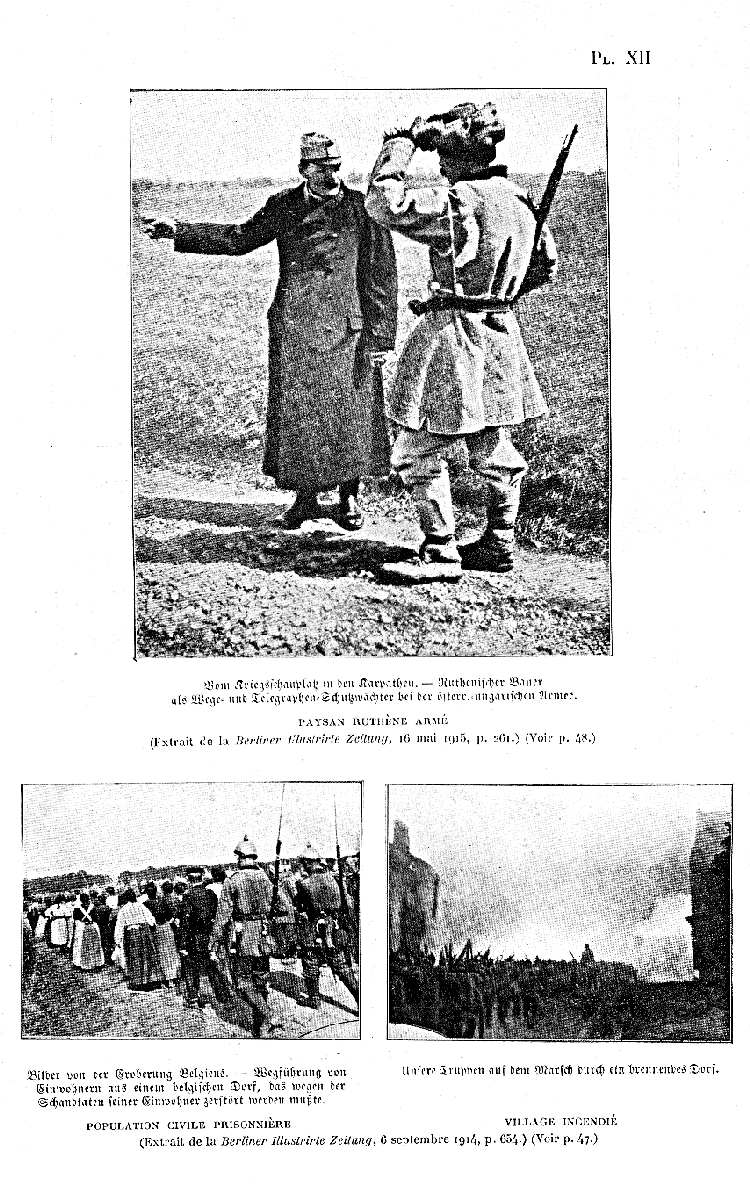 Pl. XII
Vom Kriegsschauplatz in den Karpathen. — Ruthenischer Bauer
als Wege- und Telegraphen-Schutzwächter bei der österr.-ungarischen Armee.
PAYSAN RUTHÈNE ARMÉ
(Extrait de la Berliner Illustrirte Zeitung, 16 mai 1915, p. 261.) (Voir p. 48.)
Bilder von der Eroberung Belgiens. — Wegführung von
Einwohnern aus einem belgischen Dorf, das wegen der
Schandtaten seiner Einwohner zerstört werden mußte.
POPULATION CIVILE PRISONNIÈRE
Unsere Truppen auf dem Marsch durch ein brennendes Dorf.
VILLAGE INCENDIÉ
(Extrait de la Berliner Illustrirte Zeitung, 6 septembre 1914, p. 654.) (Voir p. 47.)